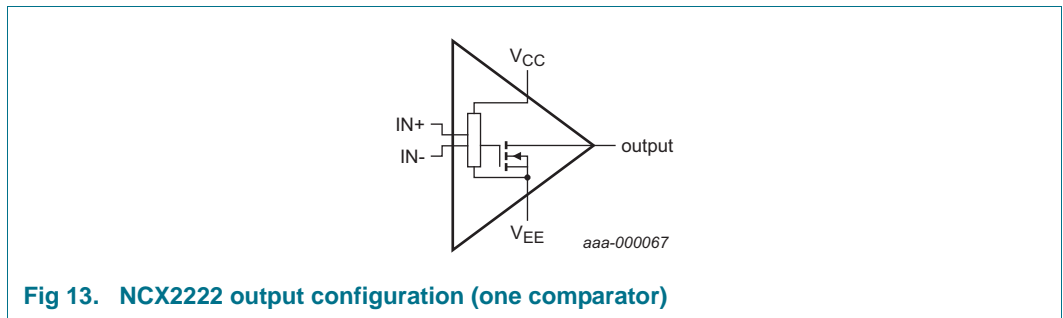 VCC
IN+
IN-
output
VEE
aaa-000067
Fig 13. NCX2222 output configuration (one comparator)